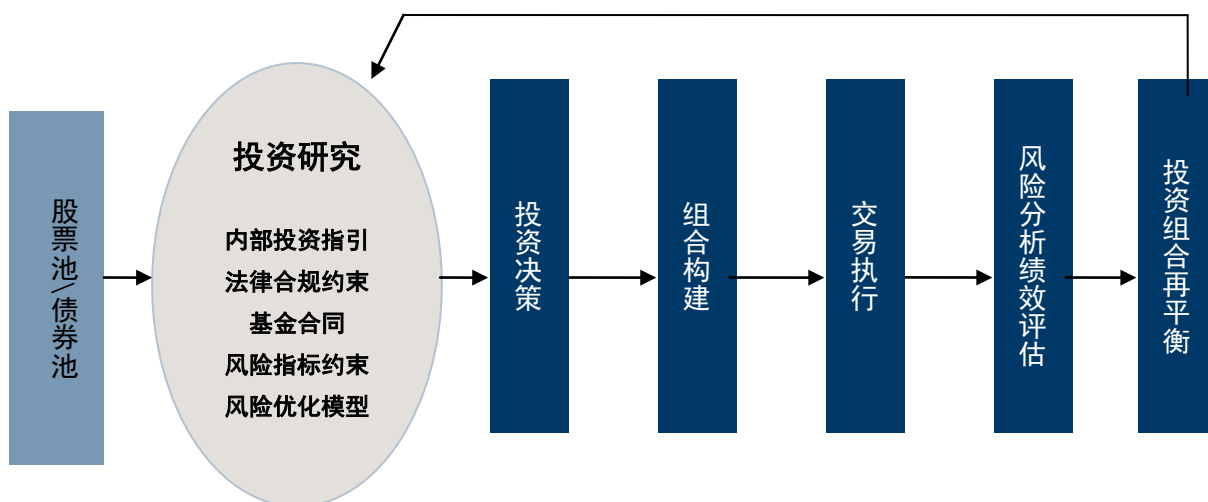 股票池\债券池
投资研究
内部投资指引
法律合规约束
基金合同
风险指标约束
风险优化模型
投资决策
组合构建
交易执行
风险分析绩效评估
投资组合再平衡